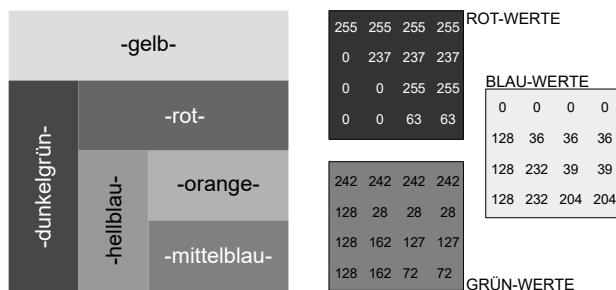 -gelb-
-rot-
-dunkelgrün-
-hellblau-
-orange-
-mittelblau-
ROT-WERTE
255 255 255 255
0 237 237 237
0 0 255 255
0 0 63 63
BLAU-WERTE
0 0 0 0
128 36 36 36
128 232 39 39
128 232 204 204
242 242 242 242
128 28 28 28
128 162 127 127
128 162 72 72
GRÜN-WERTE